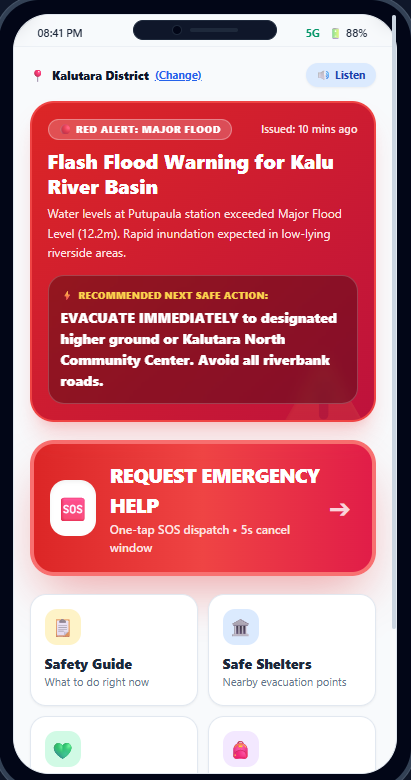 08:41 PM 5G 88%
Kalutara District (Change) Listen
RED ALERT: MAJOR FLOOD Issued: 10 mins ago
Flash Flood Warning for Kalu
River Basin
Water levels at Putupaula station exceeded Major Flood
Level (12.2m). Rapid inundation expected in low-lying
riverside areas.
RECOMMENDED NEXT SAFE ACTION:
EVACUATE IMMEDIATELY to designated
higher ground or Kalutara North
Community Center. Avoid all riverbank
roads.
SOS
REQUEST EMERGENCY
HELP
One-tap SOS dispatch • 5s cancel
window
Safety Guide
What to do right now
Safe Shelters
Nearby evacuation points